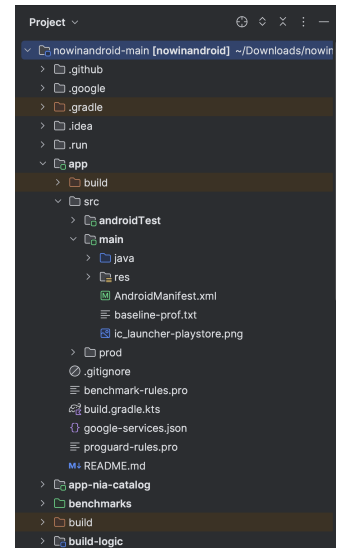 Project
nowinandroid-main [nowinandroid] ~/Downloads/nowin
.github
.google
.gradle
.idea
.run
app
build
src
androidTest
main
java
res
AndroidManifest.xml
baseline-prof.txt
ic_launcher-playstore.png
prod
.gitignore
benchmark-rules.pro
build.gradle.kts
google-services.json
proguard-rules.pro
README.md
app-nia-catalog
benchmarks
build
build-logic